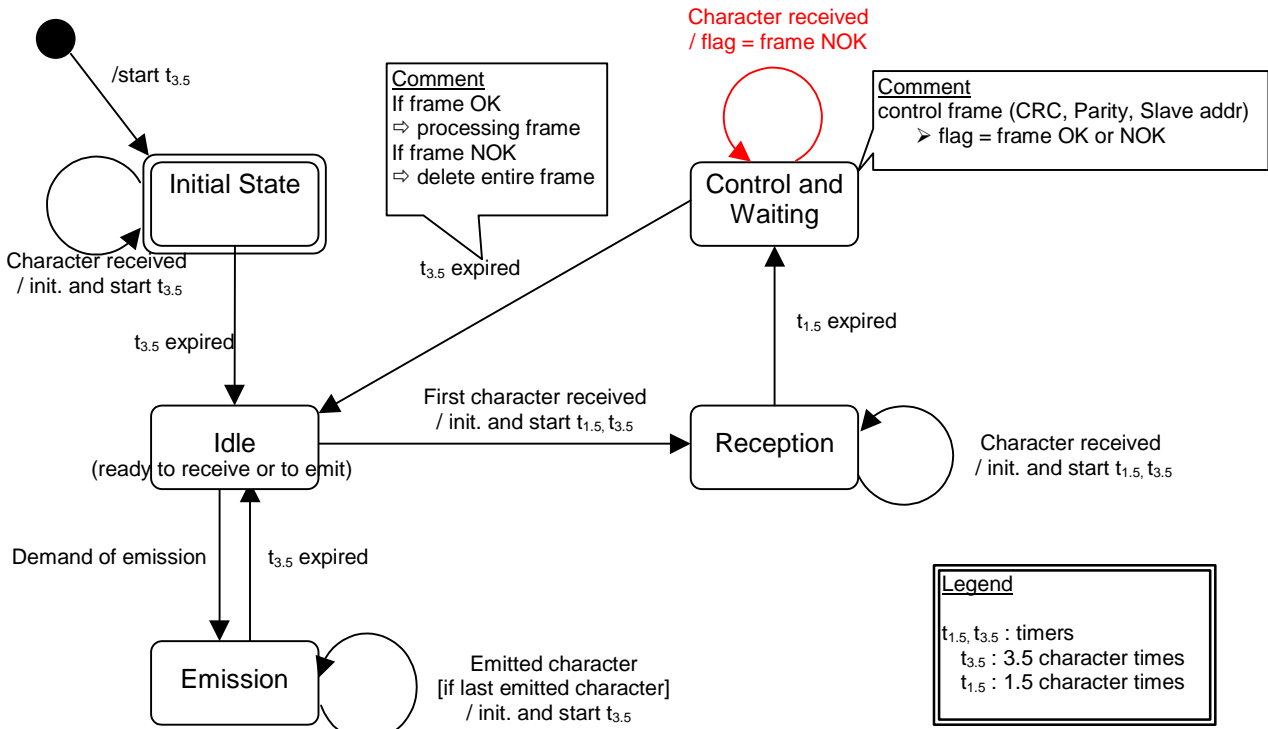 Character received
/ flag = frame NOK
/start t3.5
Comment
If frame OK
⇨ processing frame
If frame NOK
⇨ delete entire frame
Comment
control frame (CRC, Parity, Slave addr)
➢ flag = frame OK or NOK
Initial State
Control and
Waiting
Character received
/ init. and start t3.5
t3.5 expired
t3.5 expired
t1.5 expired
First character received
/ init. and start t1.5, t3.5
Idle
(ready to receive or to emit)
Reception
Character received
/ init. and start t1.5, t3.5
Demand of emission
t3.5 expired
Emission
Emitted character
[if last emitted character]
/ init. and start t3.5
Legend
t1.5, t3.5 : timers
t3.5 : 3.5 character times
t1.5 : 1.5 character times